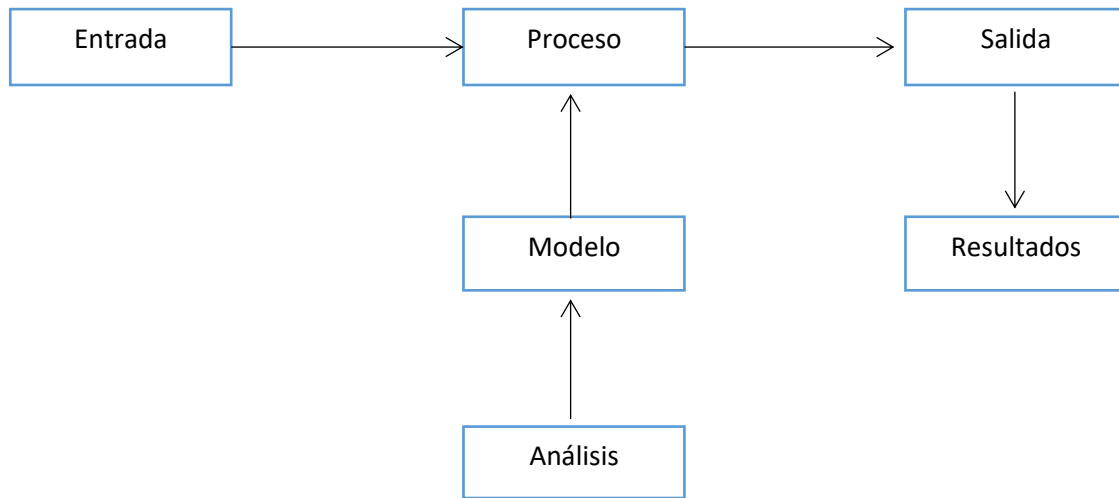 Entrada
Proceso
Salida
Modelo
Resultados
Análisis